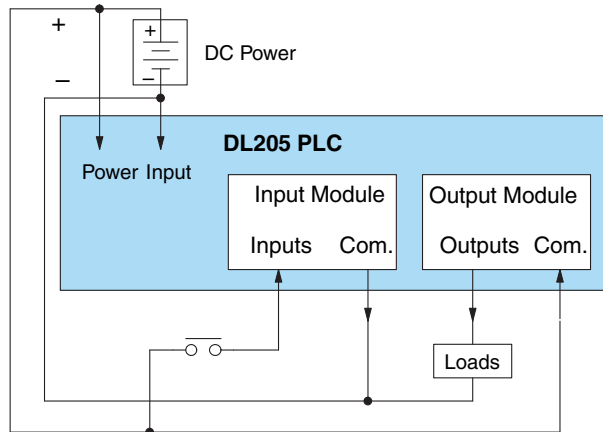 +
+
DC Power
−
−
DL205 PLC
Power Input
Input Module
Output Module
Inputs Com.
Outputs Com.
Loads